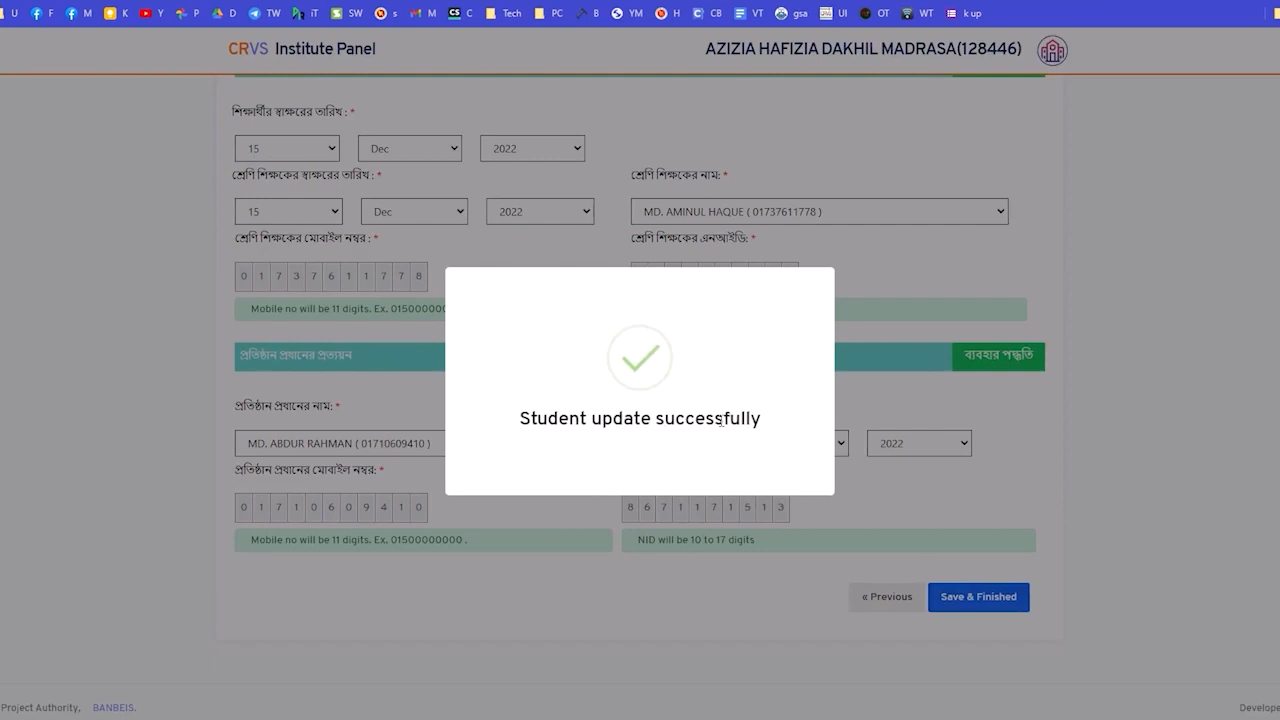 U F M K Y P D TW iT SW s M C Tech PC B YM H CB VT gsa OT WT k up
CRVS Institute Panel
AZIZIA HAFIZIA DAKHIL MADRASA(128446)
শিক্ষার্থীর স্বাক্ষরের তারিখ : *
15 Dec 2022
শ্রেণি শিক্ষকের স্বাক্ষরের তারিখ : *
শ্রেণি শিক্ষকের নাম: *
15 Dec 2022
MD. AMINUL HAQUE ( 01737611778 )
শ্রেণি শিক্ষকের মোবাইল নম্বর : *
শ্রেণি শিক্ষকের এনআইডি: *
0 1 7 3 7 6 1 1 7 7 8
Mobile no will be 11 digits. Ex. 015000000
প্রতিষ্ঠান প্রধানের প্রত্যয়ন
ব্যবহার পদ্ধতি
Student update successfully
প্রতিষ্ঠান প্রধানের নাম: *
MD. ABDUR RAHMAN ( 01710609410 )
2022
প্রতিষ্ঠান প্রধানের মোবাইল নম্বর: *
0 1 7 1 0 6 0 9 4 1 0
8 6 7 1 1 7 1 5 1 3
Mobile no will be 11 digits. Ex. 01500000000 .
NID will be 10 to 17 digits
« Previous
Save & Finished
Project Authority, BANBEIS.
Develope